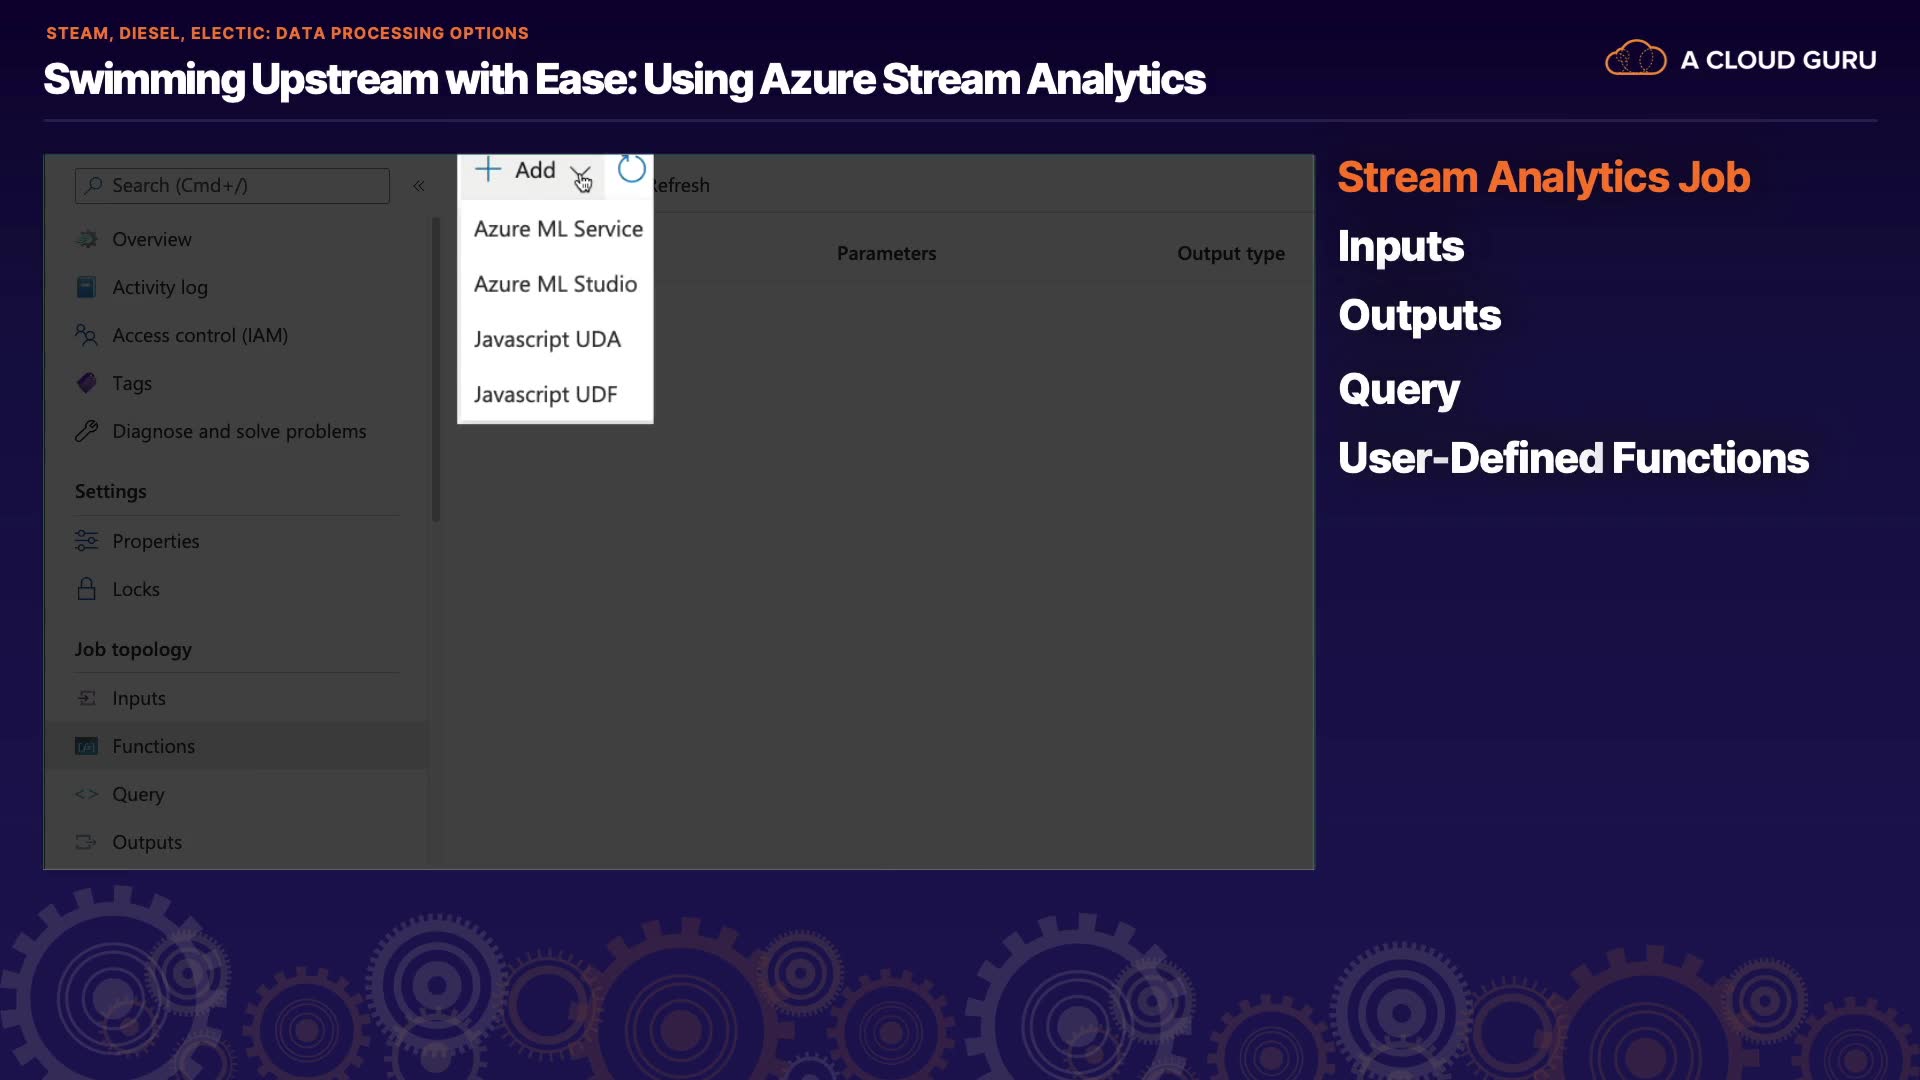 STEAM, DIESEL, ELECTIC: DATA PROCESSING OPTIONS
Swimming Upstream with Ease: Using Azure Stream Analytics
A CLOUD GURU
Search (Cmd+/)
«
Overview
Activity log
Access control (IAM)
Tags
Diagnose and solve problems
Settings
Properties
Locks
Job topology
Inputs
Functions
Query
Outputs
Add
Refresh
Azure ML Service
Azure ML Studio
Javascript UDA
Javascript UDF
Parameters
Output type
Stream Analytics Job
Inputs
Outputs
Query
User-Defined Functions